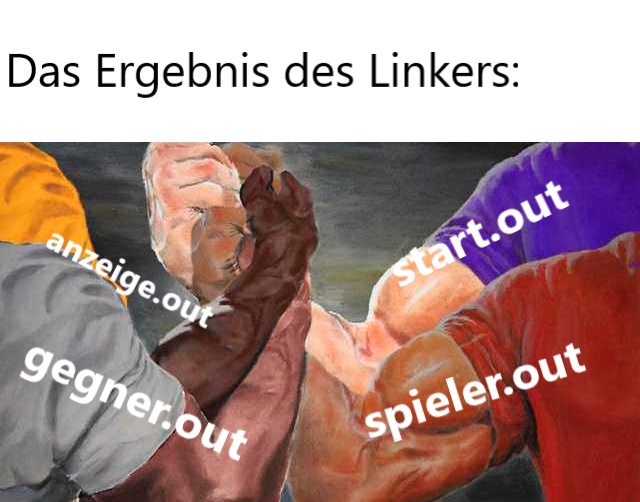 Das Ergebnis des Linkers:
start.out
anzeige.out
gegner.out
spieler.out